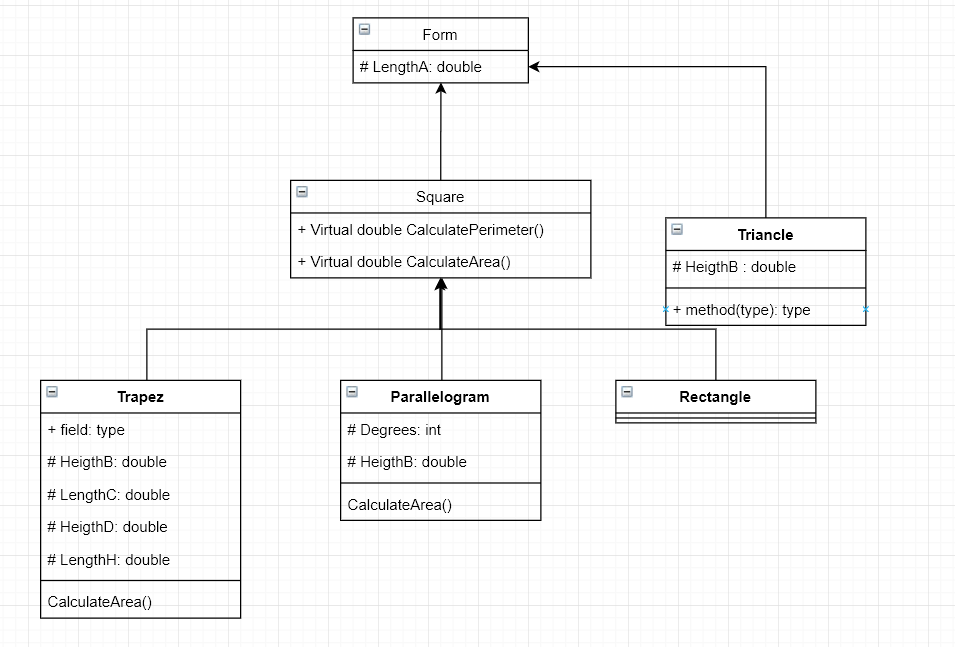 Form
# LengthA: double
Square
+ Virtual double CalculatePerimeter()
+ Virtual double CalculateArea()
Triancle
# HeigthB : double
+ method(type): type
Trapez
+ field: type
# HeigthB: double
# LengthC: double
# HeigthD: double
# LengthH: double
CalculateArea()
Parallelogram
# Degrees: int
# HeigthB: double
CalculateArea()
Rectangle